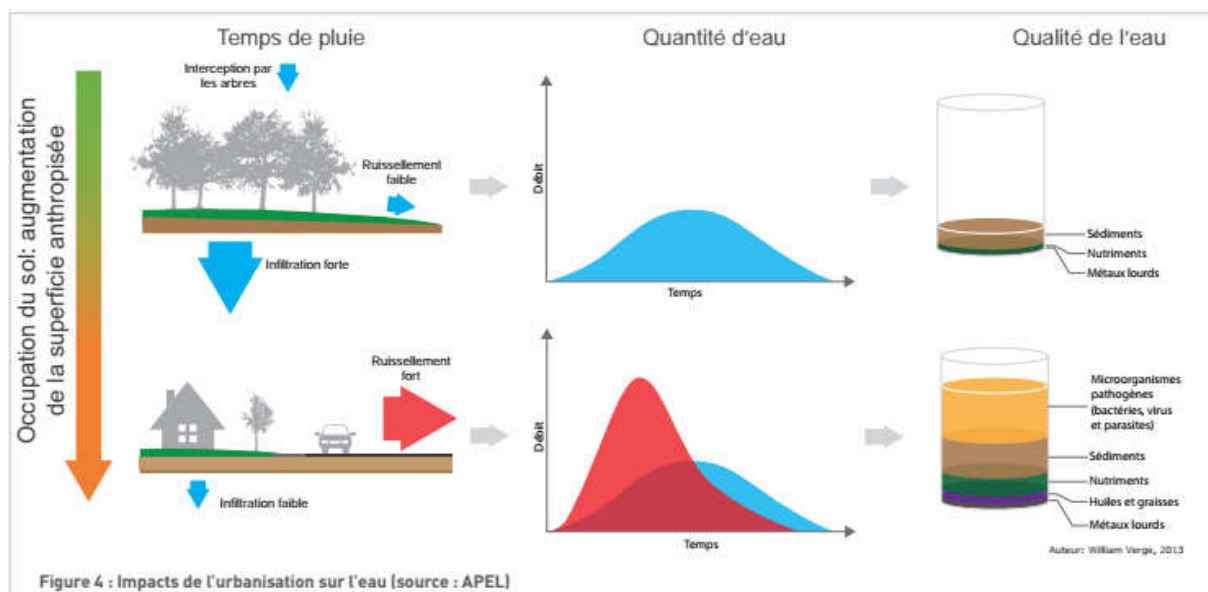 Temps de pluie
Quantité d'eau
Qualité de l'eau
Occupation du sol: augmentation
de la superficie anthropisée
Interception par
les arbres
Ruissellement
faible
Infiltration forte
Débit
Temps
Sédiments
Nutriments
Métaux lourds
Ruissellement
fort
Infiltration faible
Débit
Temps
Microorganismes
pathogènes
(bactéries, virus
et parasites)
Sédiments
Nutriments
Huiles et graisses
Métaux lourds
Auteur: William Verge, 2013
Figure 4 : Impacts de l'urbanisation sur l'eau (source : APEL)